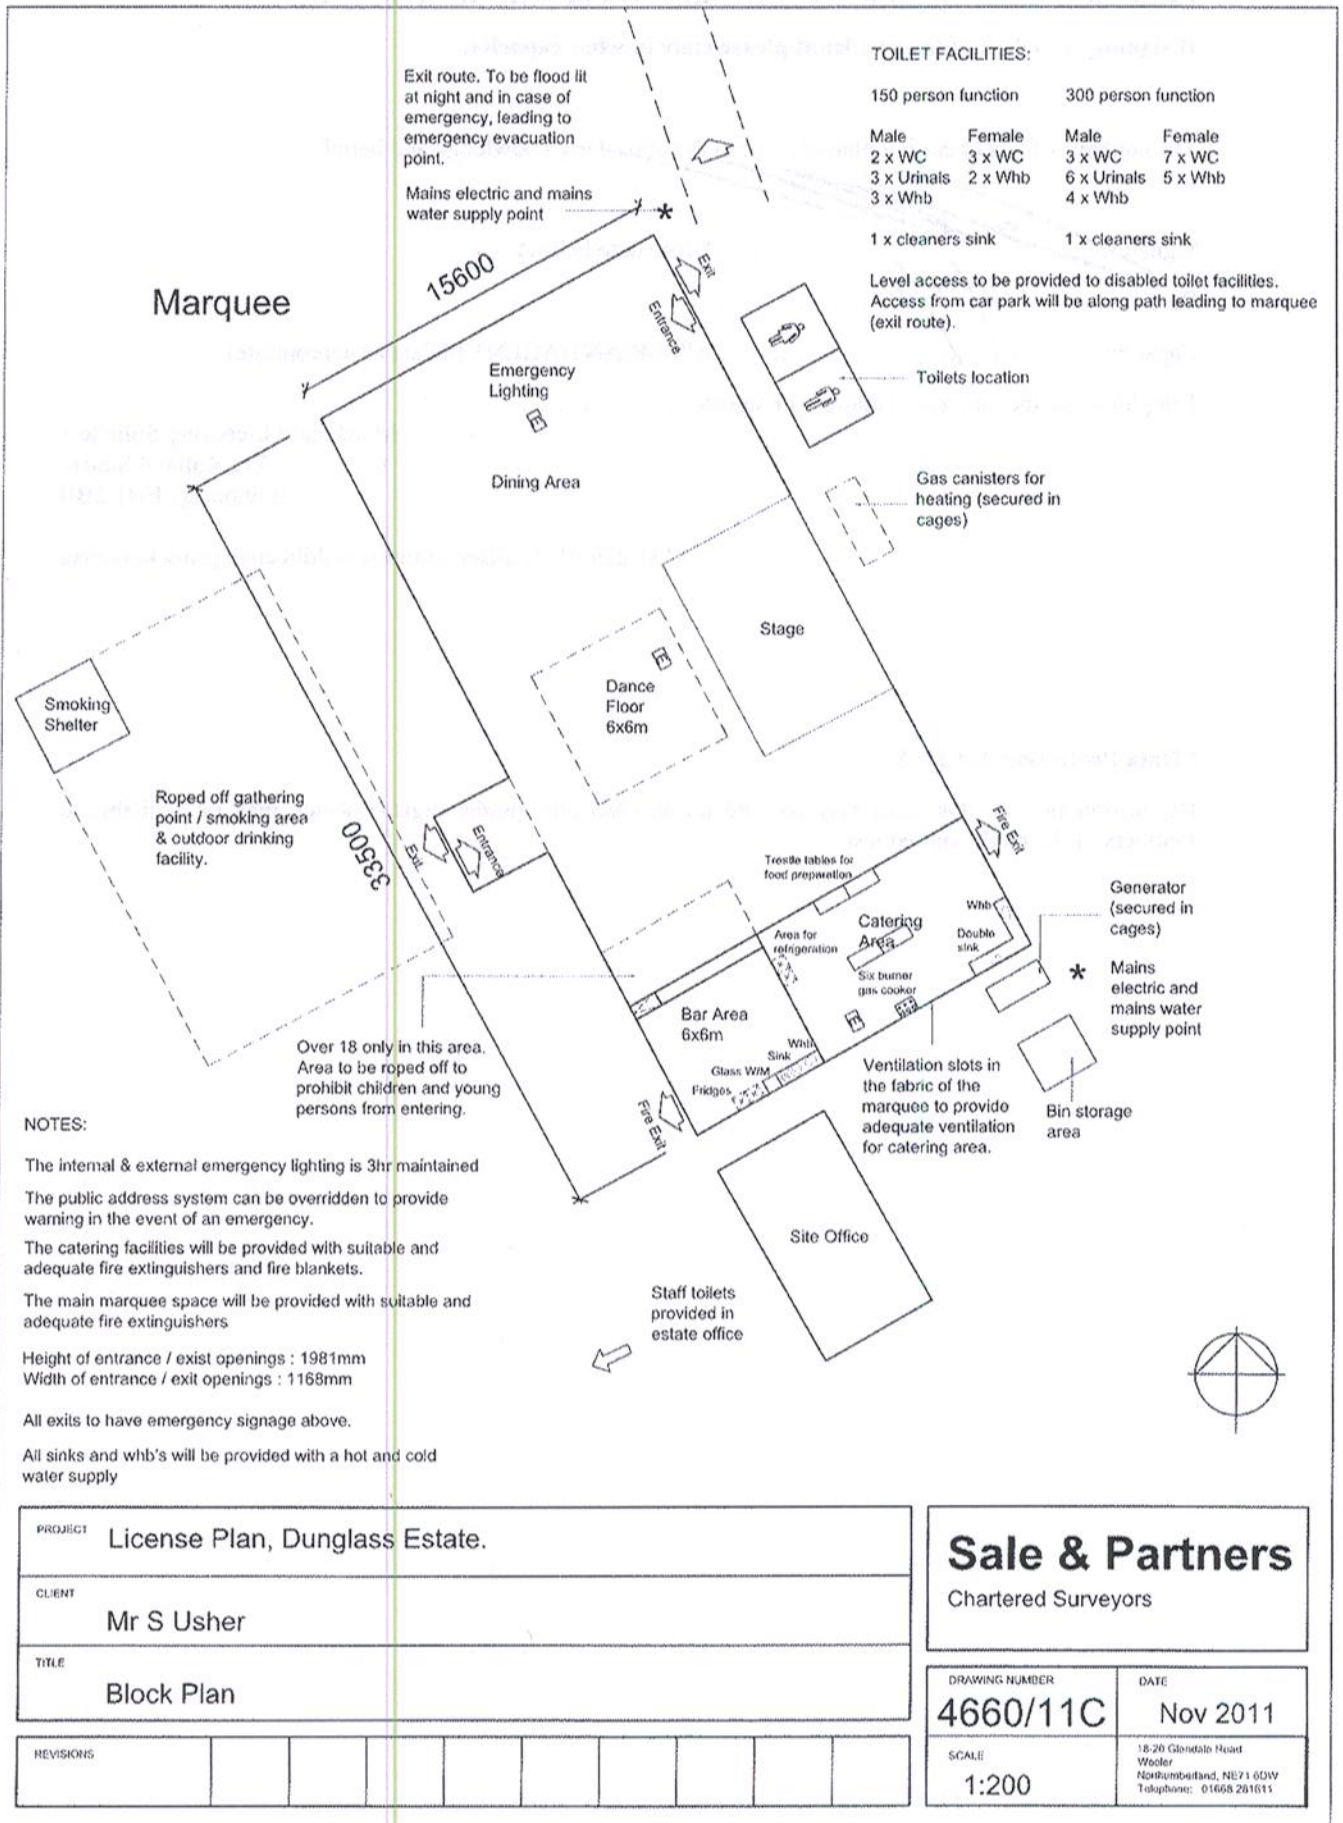 Exit route. To be flood lit
at night and in case of
emergency, leading to
emergency evacuation
point.
Mains electric and mains
water supply point
*
TOILET FACILITIES:
150 person function 300 person function
Male Female Male Female
2 x WC 3 x WC 3 x WC 7 x WC
3 x Urinals 2 x Whb 6 x Urinals 5 x Whb
3 x Whb 4 x Whb
1 x cleaners sink 1 x cleaners sink
Level access to be provided to disabled toilet facilities.
Access from car park will be along path leading to marquee
(exit route).
Marquee
15600
Exit
Entrance
Emergency
Lighting
E
Dining Area
Toilets location
Gas canisters for
heating (secured in
cages)
Stage
E
Dance
Floor
6x6m
Smoking
Shelter
Roped off gathering
point / smoking area
& outdoor drinking
facility.
33500
Exit
Entrance
Fire Exit
Trestle tables for
food preparation
Catering
Area
Whb
Double
sink
Area for
refrigeration
Six burner
gas cooker
E
Generator
(secured in
cages)
*
Mains
electric and
mains water
supply point
Bar Area
6x6m
Whb
Sink
Glass W/M
Fridges
Over 18 only in this area.
Area to be roped off to
prohibit children and young
persons from entering.
Fire Exit
Ventilation slots in
the fabric of the
marquee to provide
adequate ventilation
for catering area.
Bin storage
area
Site Office
Staff toilets
provided in
estate office
NOTES:
The internal & external emergency lighting is 3hr maintained
The public address system can be overridden to provide
warning in the event of an emergency.
The catering facilities will be provided with suitable and
adequate fire extinguishers and fire blankets.
The main marquee space will be provided with suitable and
adequate fire extinguishers
Height of entrance / exist openings : 1981mm
Width of entrance / exit openings : 1168mm
All exits to have emergency signage above.
All sinks and whb's will be provided with a hot and cold
water supply
PROJECT License Plan, Dunglass Estate.
CLIENT
Mr S Usher
TITLE
Block Plan
REVISIONS
Sale & Partners
Chartered Surveyors
DRAWING NUMBER
4660/11C
DATE
Nov 2011
SCALE
1:200
18-20 Glendale Road
Wooler
Northumberland, NE71 6DW
Telephone: 01668 281611